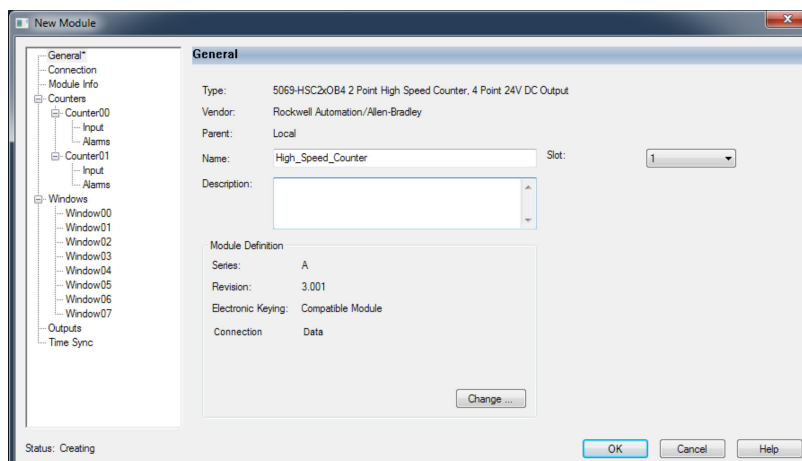 New Module
General*
Connection
Module Info
Counters
Counter00
Input
Alarms
Counter01
Input
Alarms
Windows
Window00
Window01
Window02
Window03
Window04
Window05
Window06
Window07
Outputs
Time Sync
General
Type: 5069-HSC2xOB4 2 Point High Speed Counter, 4 Point 24V DC Output
Vendor: Rockwell Automation/Allen-Bradley
Parent: Local
Name: High_Speed_Counter Slot: 1
Description:
Module Definition
Series: A
Revision: 3.001
Electronic Keying: Compatible Module
Connection Data
Change ...
Status: Creating
OK Cancel Help